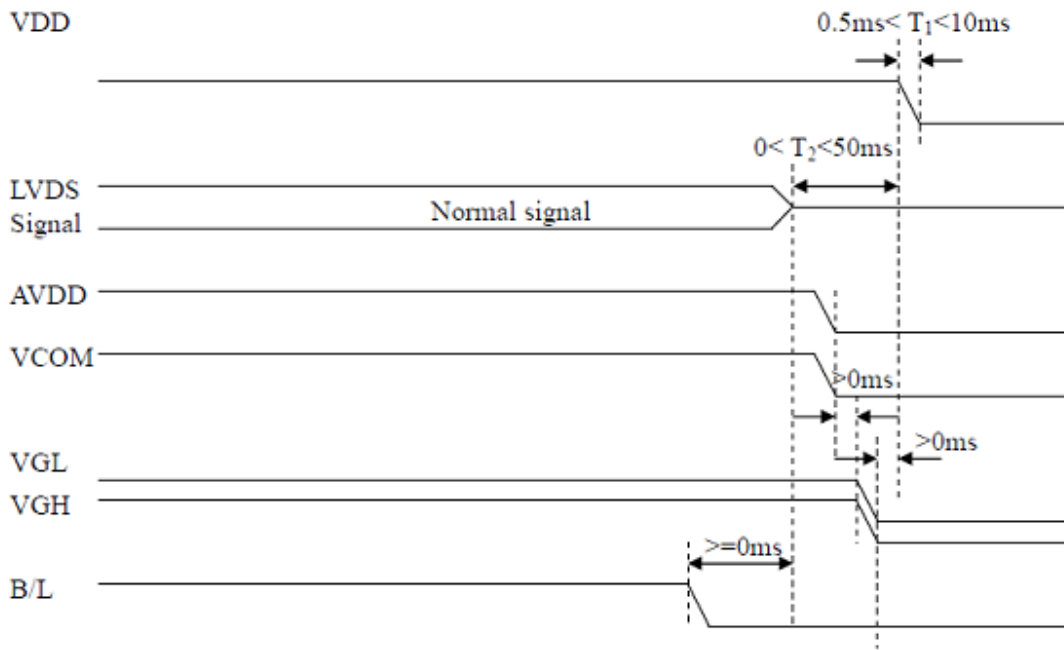 VDD
0.5ms< T₁<10ms
0< T₂<50ms
LVDS
Signal
Normal signal
AVDD
VCOM
>0ms
>0ms
VGL
VGH
>=0ms
B/L